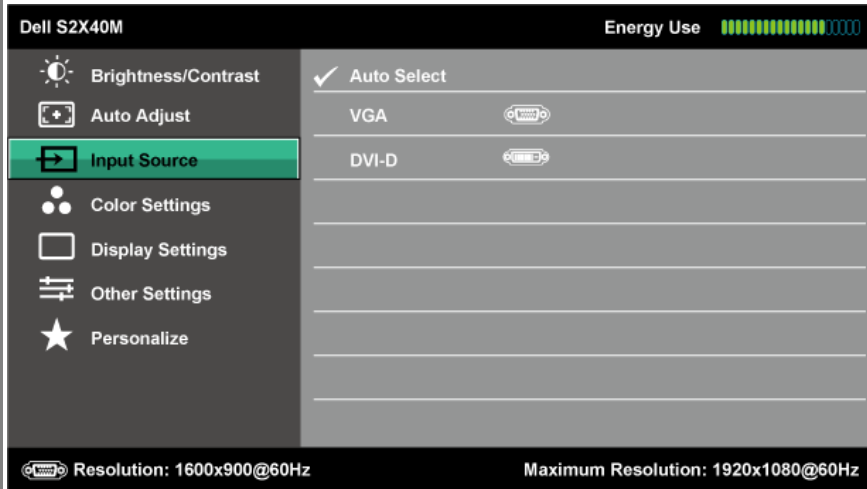 Dell S2X40M Energy Use
Brightness/Contrast
Auto Select
Auto Adjust
VGA
Input Source
DVI-D
Color Settings
Display Settings
Other Settings
Personalize
Resolution: 1600x900@60Hz Maximum Resolution: 1920x1080@60Hz